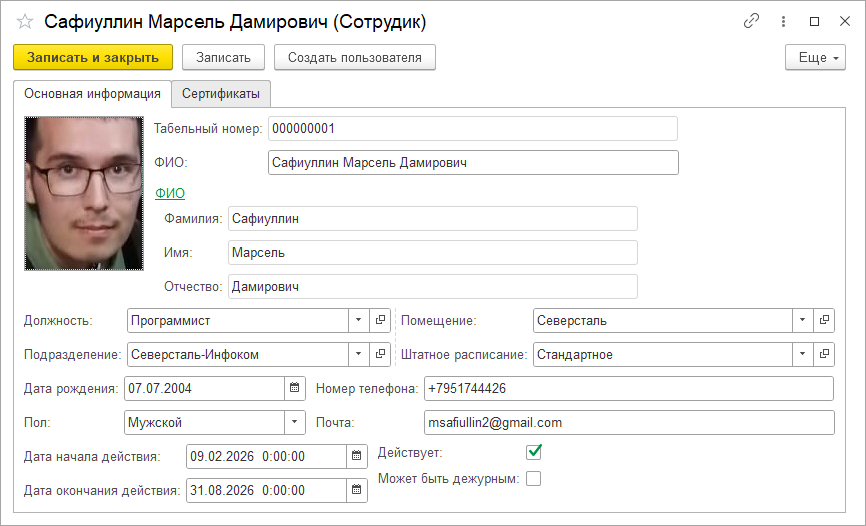 Сафиуллин Марсель Дамирович (Сотрудик)
Записать и закрыть Записать Создать пользователя Еще
Основная информация Сертификаты
Табельный номер: 000000001
ФИО: Сафиуллин Марсель Дамирович
ФИО
Фамилия: Сафиуллин
Имя: Марсель
Отчество: Дамирович
Должность: Программист Помещение: Северсталь
Подразделение: Северсталь-Инфоком Штатное расписание: Стандартное
Дата рождения: 07.07.2004 Номер телефона: +7951744426
Пол: Мужской Почта: msafiullin2@gmail.com
Дата начала действия: 09.02.2026 0:00:00 Действует:
Может быть дежурным:
Дата окончания действия: 31.08.2026 0:00:00